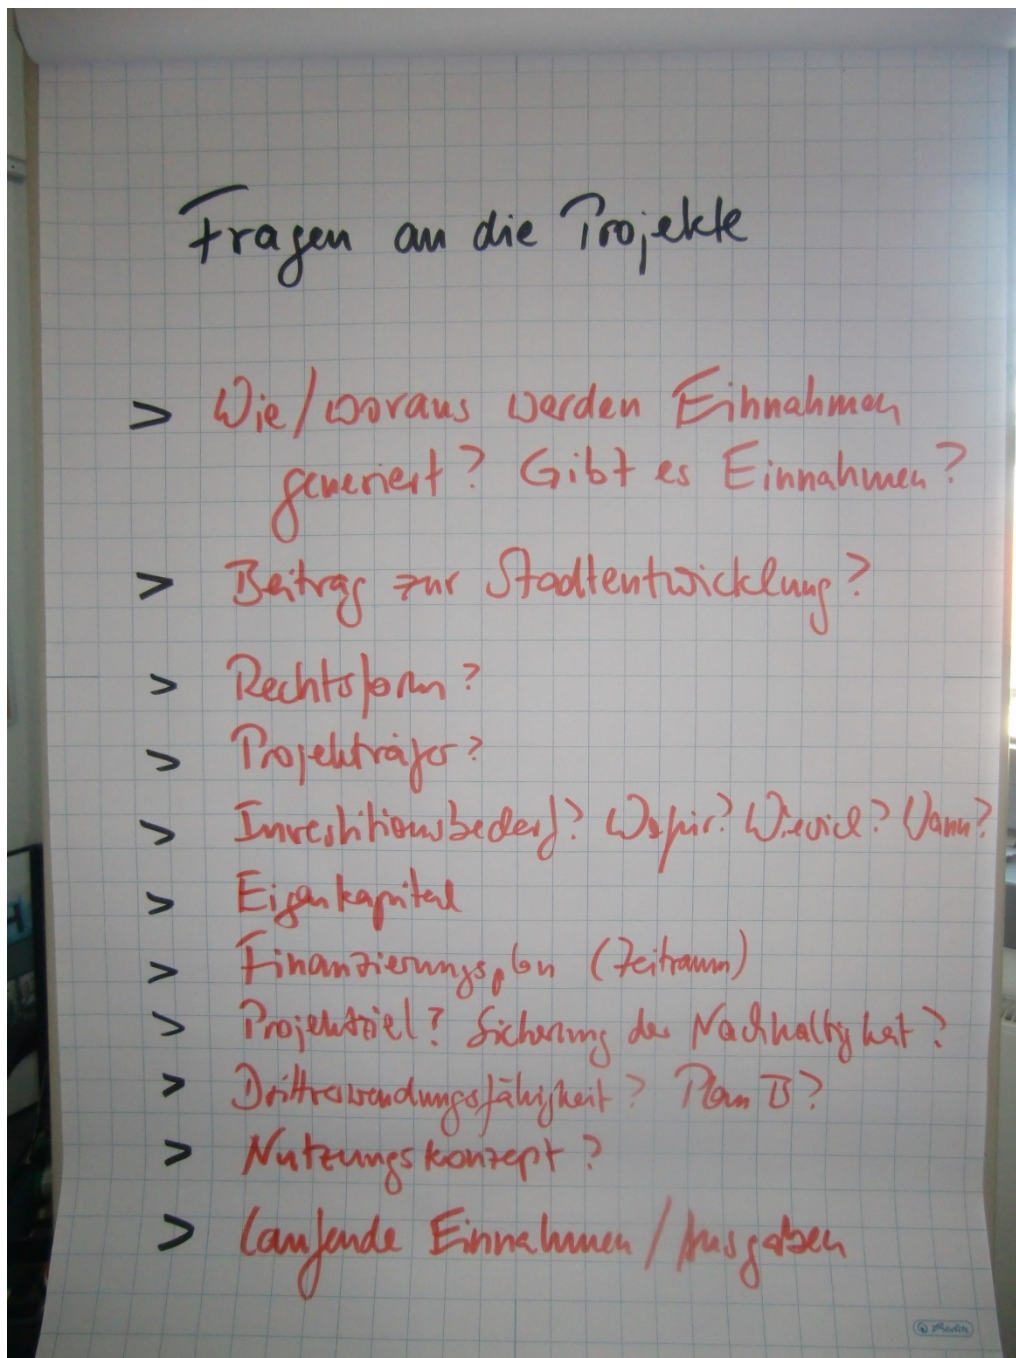 Fragen an die Projekte
> Wie/woraus werden Einnahmen
generiert? Gibt es Einnahmen?
> Beitrag zur Stadtentwicklung?
> Rechtsform?
> Projektträger?
> Investitionsbedarf? Wofür? Wieviel? Wann?
> Eigenkapital
> Finanzierungsplan (Zeitraum)
> Projektziel? Sicherung der Nachhaltigkeit?
> Drittverwendungsfähigkeit? Plan B?
> Nutzungskonzept?
> laufende Einnahmen/Ausgaben